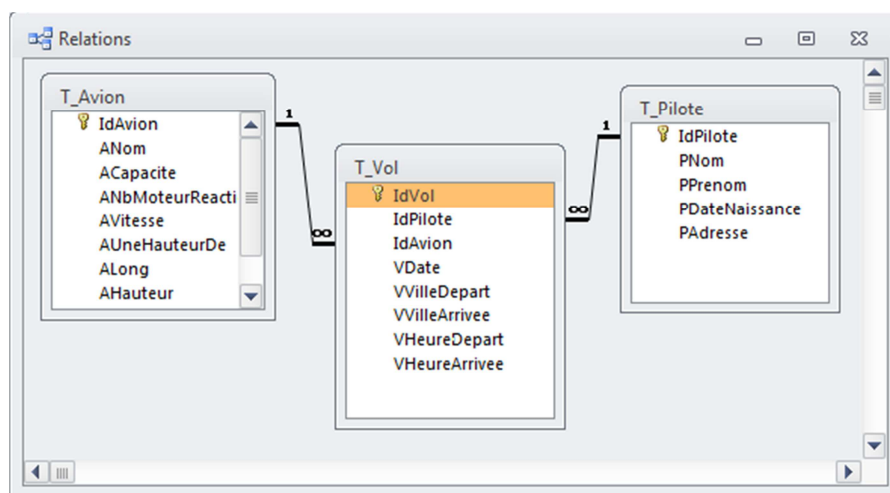 Relations
T_Avion
IdAvion
ANom
ACapacite
ANbMoteurReacti
AVitesse
AUneHauteurDe
ALong
AHauteur
1
∞
T_Vol
IdVol
IdPilote
IdAvion
VDate
VVilleDepart
VVilleArrivee
VHeureDepart
VHeureArrivee
∞
1
T_Pilote
IdPilote
PNom
PPrenom
PDateNaissance
PAdresse